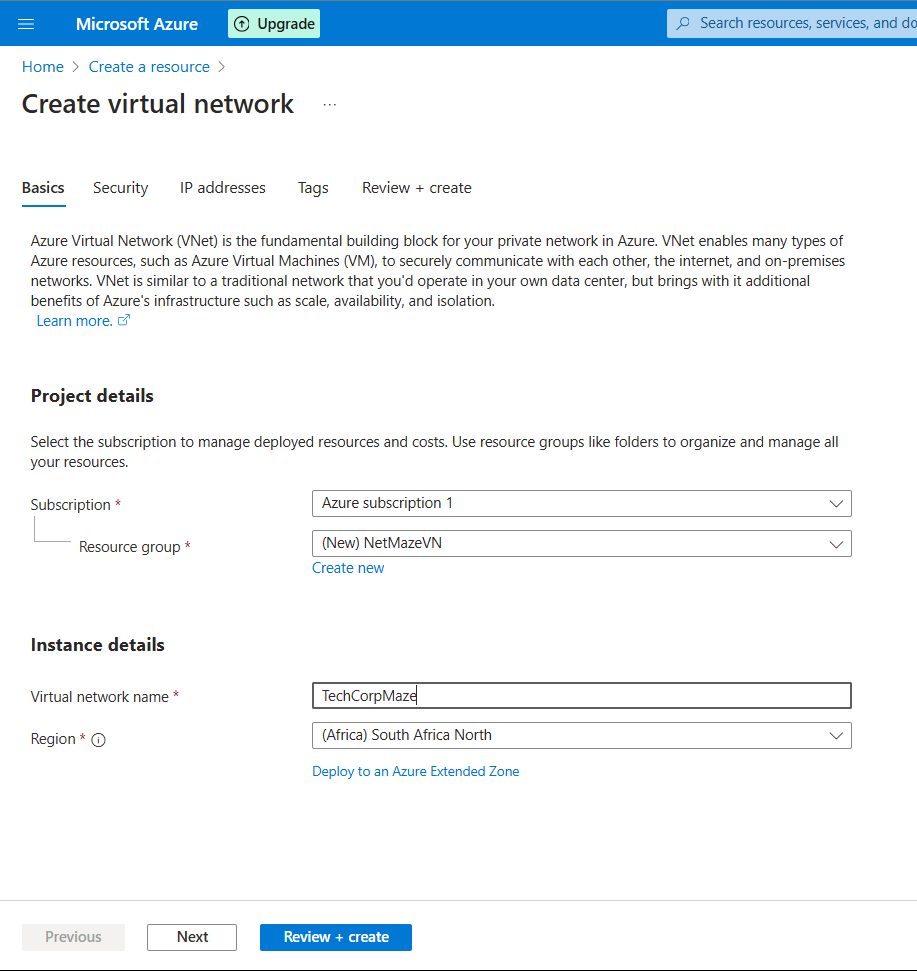 Microsoft Azure
Upgrade
Search resources, services, and do
Home > Create a resource >
Create virtual network ...
Basics Security IP addresses Tags Review + create
Azure Virtual Network (VNet) is the fundamental building block for your private network in Azure. VNet enables many types of
Azure resources, such as Azure Virtual Machines (VM), to securely communicate with each other, the internet, and on-premises
networks. VNet is similar to a traditional network that you'd operate in your own data center, but brings with it additional
benefits of Azure's infrastructure such as scale, availability, and isolation.
Learn more.
Project details
Select the subscription to manage deployed resources and costs. Use resource groups like folders to organize and manage all
your resources.
Subscription * Azure subscription 1
Resource group * (New) NetMazeVN
Create new
Instance details
Virtual network name * TechCorpMaze
Region * (Africa) South Africa North
Deploy to an Azure Extended Zone
Previous Next Review + create